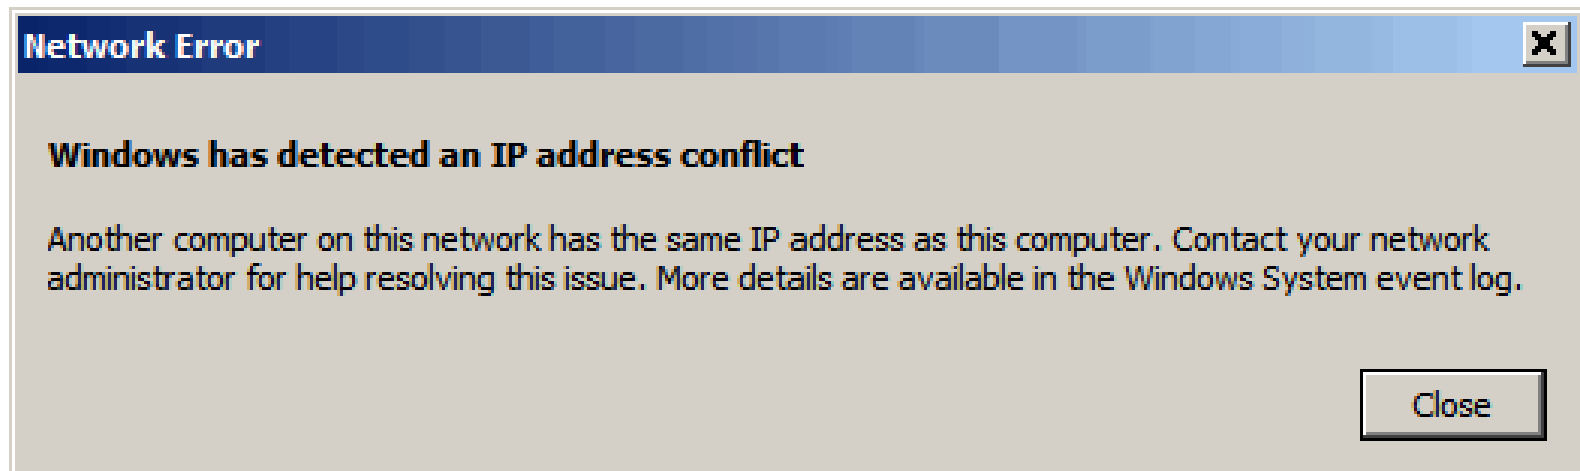 Network Error
Windows has detected an IP address conflict
Another computer on this network has the same IP address as this computer. Contact your network
administrator for help resolving this issue. More details are available in the Windows System event log.
Close